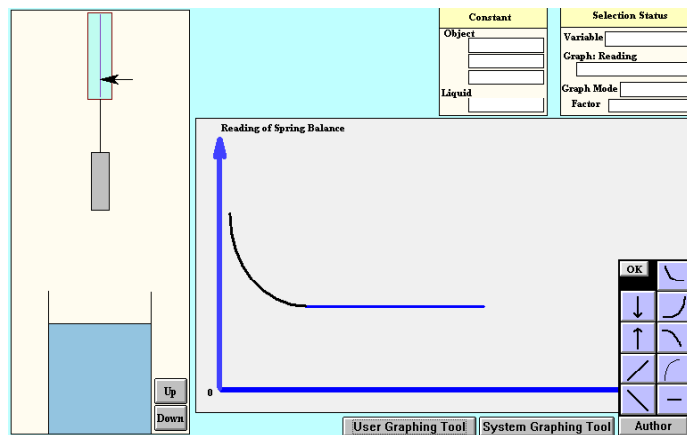 Constant
Object
Liquid
Selection Status
Variable
Graph: Reading
Graph Mode
Factor
Reading of Spring Balance
0
OK
Up
Down
User Graphing Tool
System Graphing Tool
Author